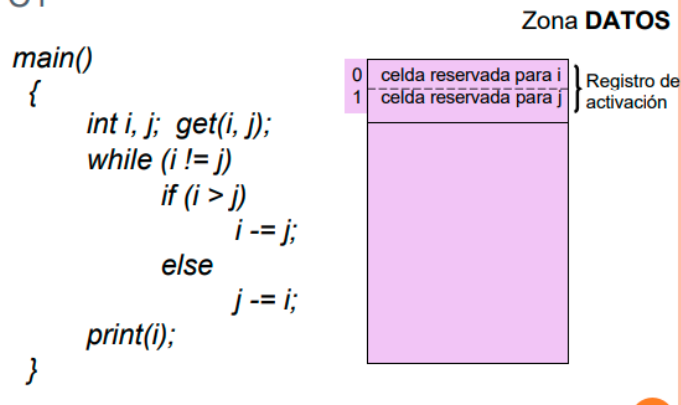 Zona DATOS
main()
{
int i, j; get(i, j);
while (i != j)
if (i > j)
i -= j;
else
j -= i;
print(i);
}
0 celda reservada para i
1 celda reservada para j
Registro de
activación